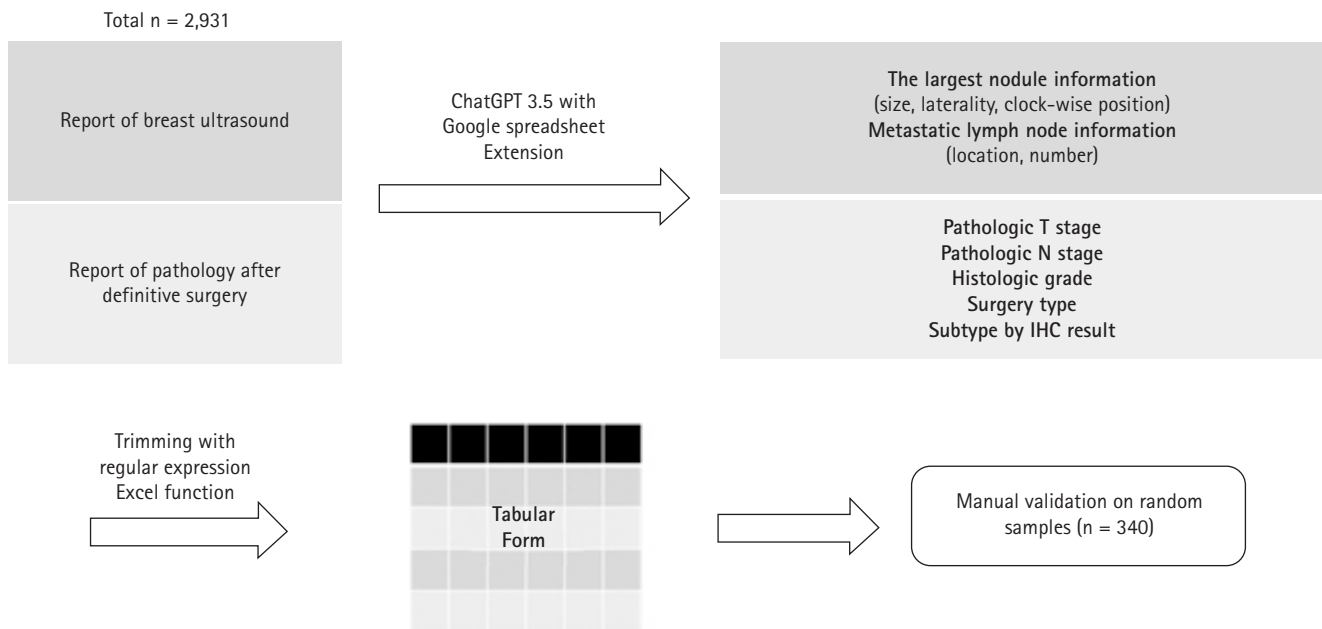 Total n = 2,931
Report of breast ultrasound
Report of pathology after
definitive surgery
ChatGPT 3.5 with
Google spreadsheet
Extension
The largest nodule information
(size, laterality, clock-wise position)
Metastatic lymph node information
(location, number)
Pathologic T stage
Pathologic N stage
Histologic grade
Surgery type
Subtype by IHC result
Trimming with
regular expression
Excel function
Tabular
Form
Manual validation on random
samples (n = 340)